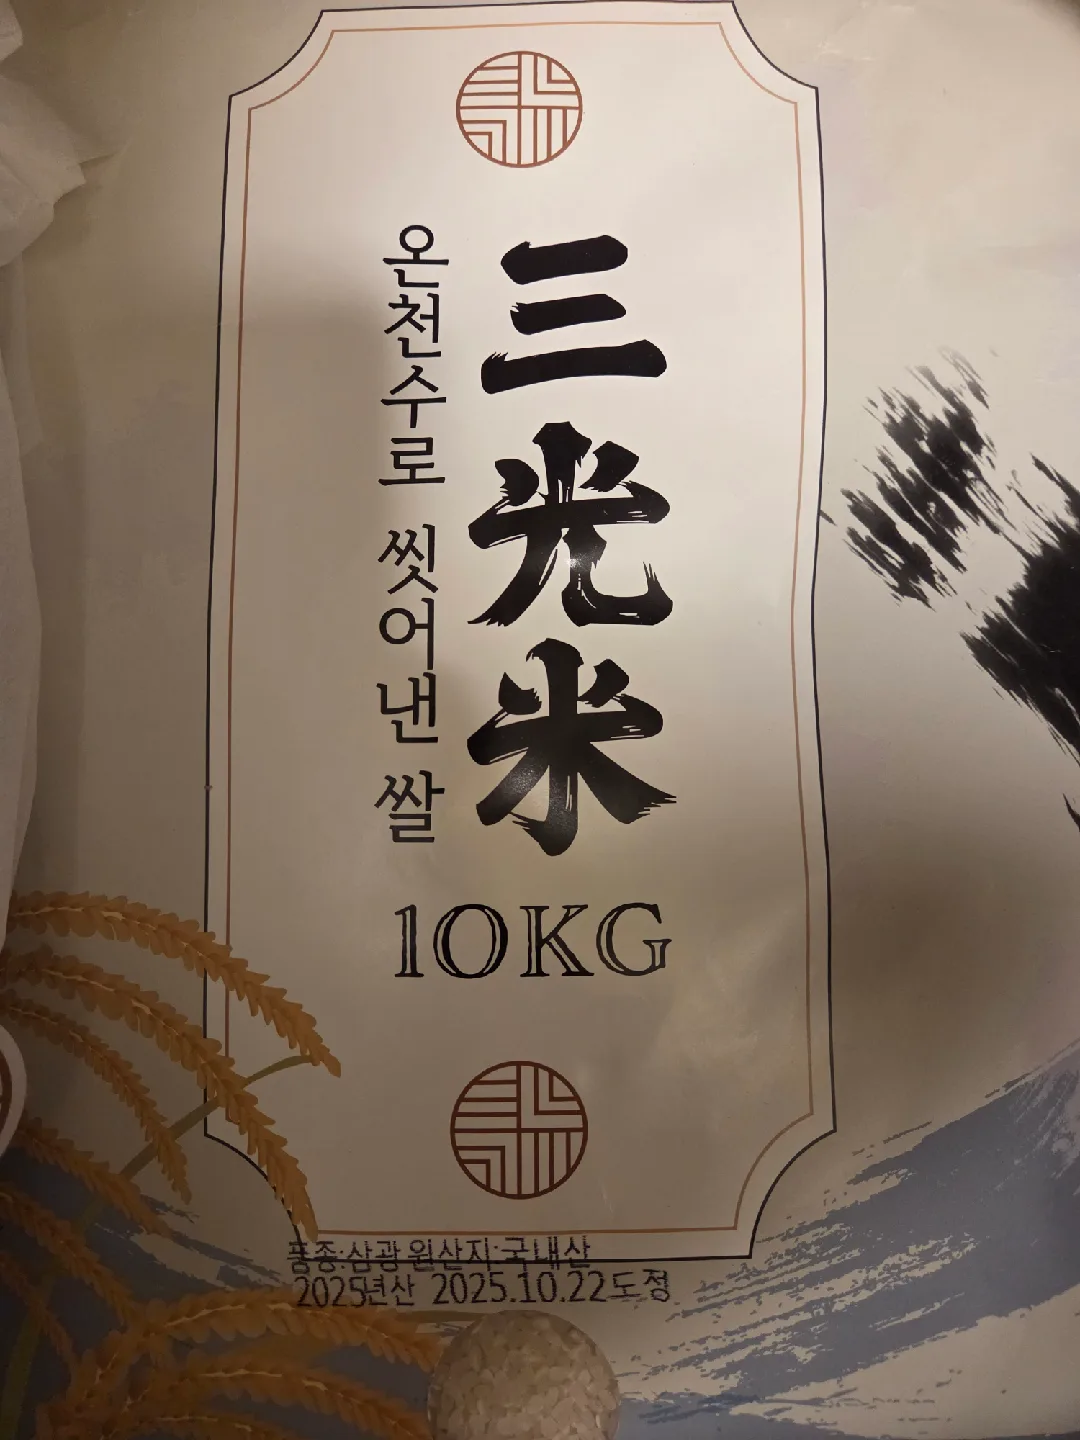 三光米
온천수로 씻어낸 쌀
10KG
품종:삼광 원산지:국내산
2025년산 2025.10.22도정